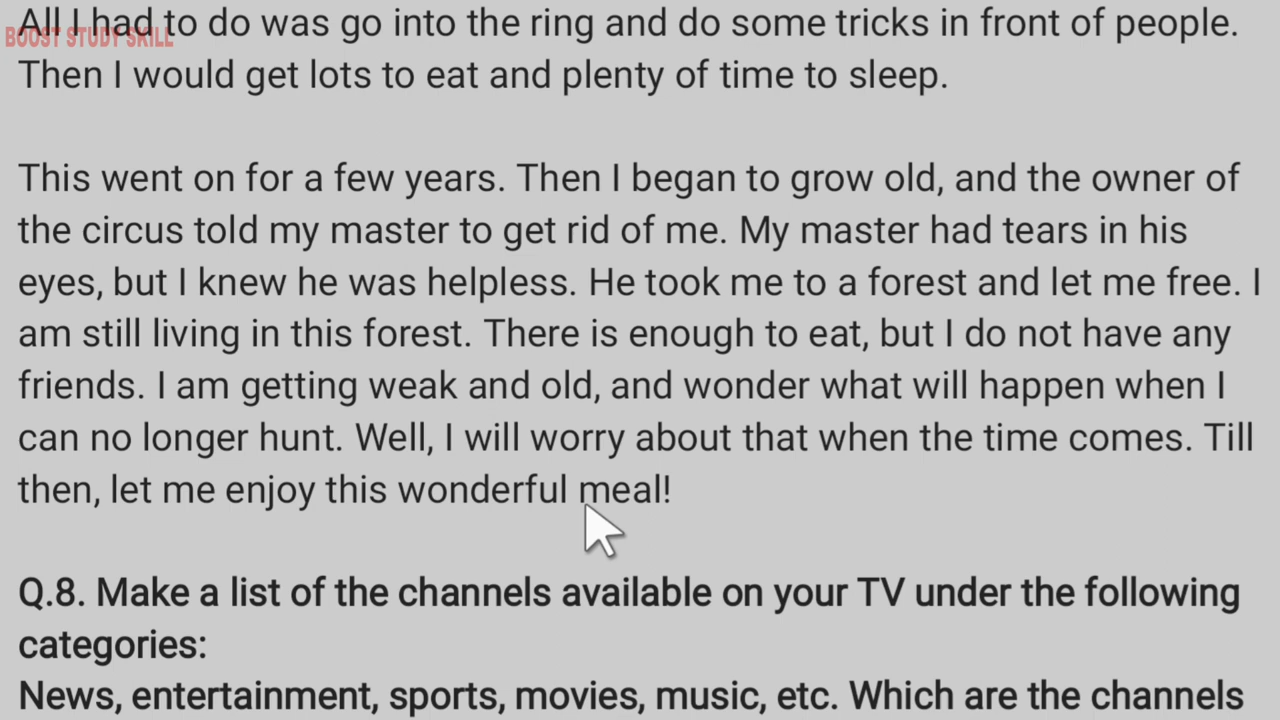 All I had to do was go into the ring and do some tricks in front of people.
BOOST STUDY SKILL
Then I would get lots to eat and plenty of time to sleep.
This went on for a few years. Then I began to grow old, and the owner of
the circus told my master to get rid of me. My master had tears in his
eyes, but I knew he was helpless. He took me to a forest and let me free. I
am still living in this forest. There is enough to eat, but I do not have any
friends. I am getting weak and old, and wonder what will happen when I
can no longer hunt. Well, I will worry about that when the time comes. Till
then, let me enjoy this wonderful meal!
Q.8. Make a list of the channels available on your TV under the following
categories:
News, entertainment, sports, movies, music, etc. Which are the channels